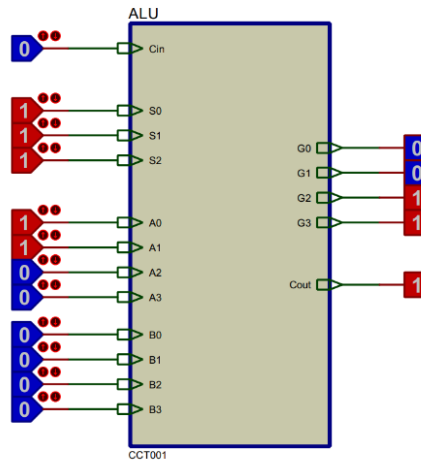 ALU
0 Cin
1 S0
1 S1
1 S2
G0 0
G1 0
G2 1
G3 1
1 A0
1 A1
0 A2
0 A3
Cout 1
0 B0
0 B1
0 B2
0 B3
CCT001